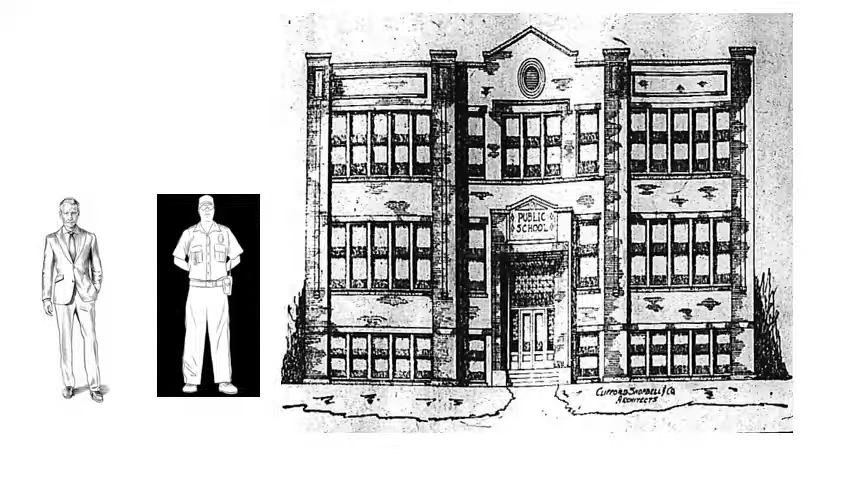 PUBLIC
SCHOOL
CLIFFORD SHOPBELL & CO
ARCHITECTS